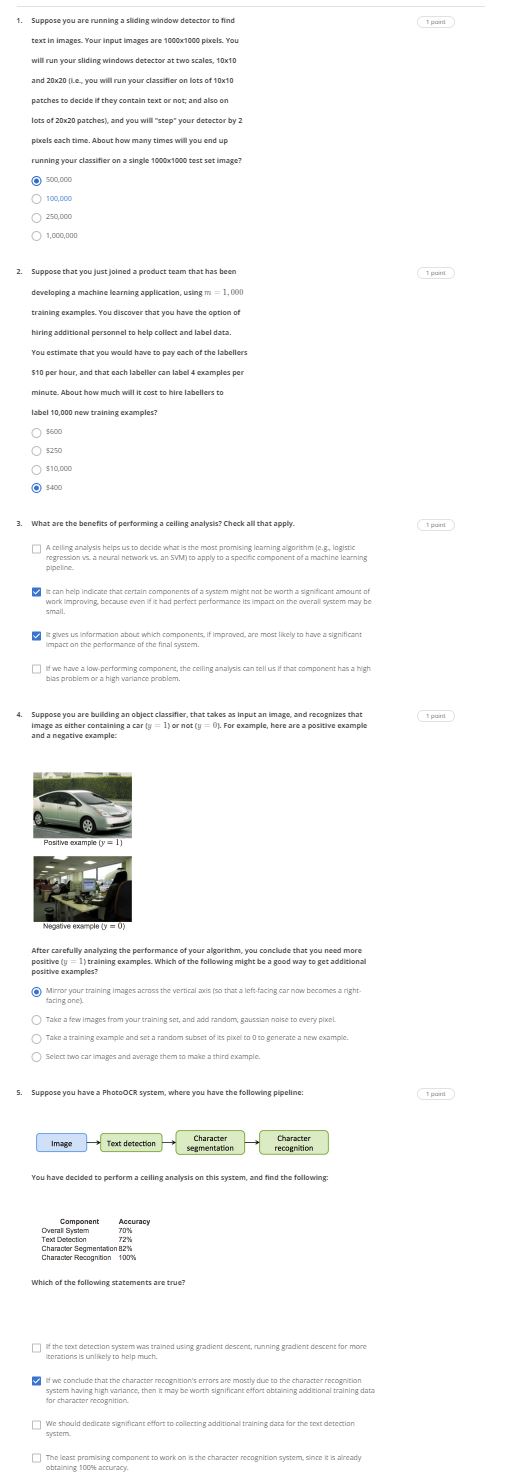 1. Suppose you are running a sliding window detector to find
1 point
text in images. Your input images are 1000x1000 pixels. You
will run your sliding windows detector at two scales, 10x10
and 20x20 (i.e., you will run your classifier on lots of 10x10
patches to decide if they contain text or not; and also on
lots of 20x20 patches), and you will "step" your detector by 2
pixels each time. About how many times will you end up
running your classifier on a single 1000x1000 test set image?
500,000
100,000
250,000
1,000,000
2. Suppose that you just joined a product team that has been
1 point
developing a machine learning application, using m = 1,000
training examples. You discover that you have the option of
hiring additional personnel to help collect and label data.
You estimate that you would have to pay each of the labellers
$10 per hour, and that each labeller can label 4 examples per
minute. About how much will it cost to hire labellers to
label 10,000 new training examples?
$600
$250
$10,000
$400
3. What are the benefits of performing a ceiling analysis? Check all that apply.
1 point
A ceiling analysis helps us to decide what is the most promising learning algorithm (e.g., logistic
regression vs. a neural network vs. an SVM) to apply to a specific component of a machine learning
pipeline.
It can help indicate that certain components of a system might not be worth a significant amount of
work improving, because even if it had perfect performance its impact on the overall system may be
small.
It gives us information about which components, if improved, are most likely to have a significant
impact on the performance of the final system.
If we have a low-performing component, the ceiling analysis can tell us if that component has a high
bias problem or a high variance problem.
4. Suppose you are building an object classifier, that takes as input an image, and recognizes that
1 point
image as either containing a car (y = 1) or not (y = 0). For example, here are a positive example
and a negative example:
Positive example (y = 1)
Negative example (y = 0)
After carefully analyzing the performance of your algorithm, you conclude that you need more
positive (y = 1) training examples. Which of the following might be a good way to get additional
positive examples?
Mirror your training images across the vertical axis (so that a left-facing car now becomes a right-
facing one).
Take a few images from your training set, and add random, gaussian noise to every pixel.
Take a training example and set a random subset of its pixel to 0 to generate a new example.
Select two car images and average them to make a third example.
5. Suppose you have a PhotoOCR system, where you have the following pipeline:
1 point
Image
Text detection
Character
segmentation
Character
recognition
You have decided to perform a ceiling analysis on this system, and find the following:
Component Accuracy
Overall System 70%
Text Detection 72%
Character Segmentation 82%
Character Recognition 100%
Which of the following statements are true?
If the text detection system was trained using gradient descent, running gradient descent for more
iterations is unlikely to help much.
If we conclude that the character recognition's errors are mostly due to the character recognition
system having high variance, then it may be worth significant effort obtaining additional training data
for character recognition.
We should dedicate significant effort to collecting additional training data for the text detection
system.
The least promising component to work on is the character recognition system, since it is already
obtaining 100% accuracy.